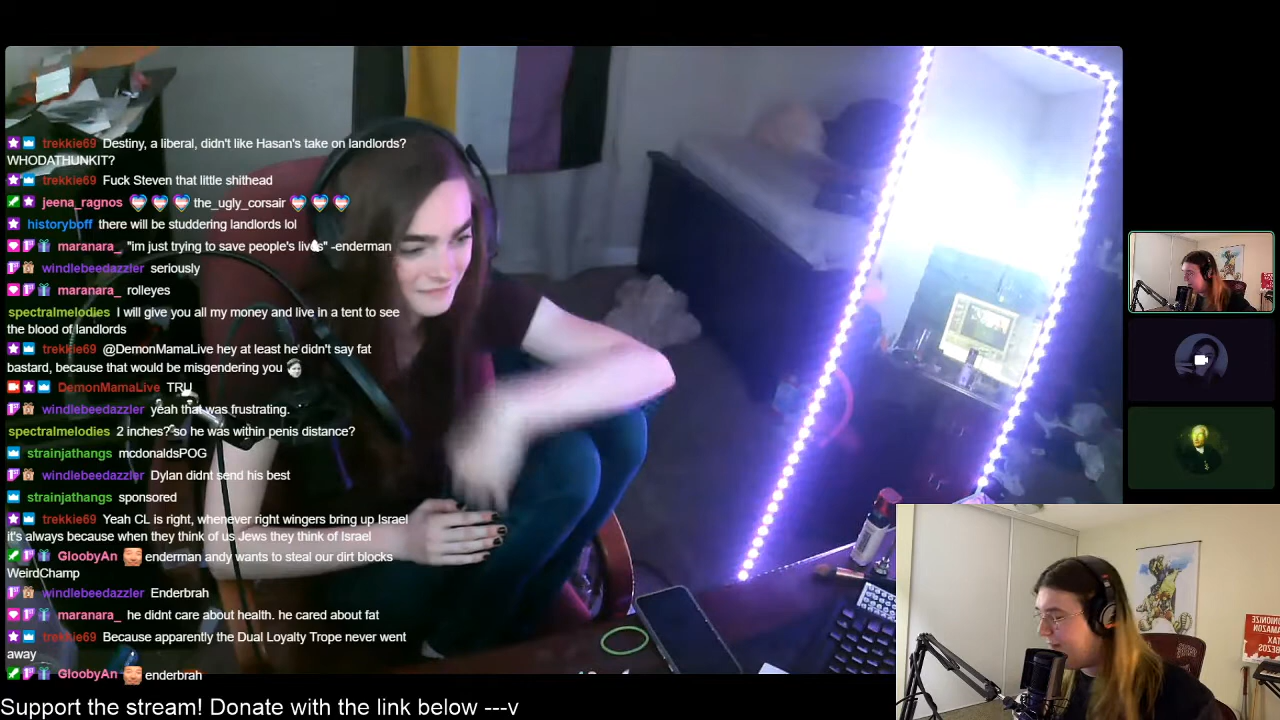 trekkie69 Destiny, a liberal, didn't like Hasan's take on landlords?
WHODATHUNKIT?
trekkie69 Fuck Steven that little shithead
jeena_ragnos the_ugly_corsair
historyboff there will be studdering landlords lol
maranara_ "im just trying to save people's lives" -enderman
windlebeedazzler seriously
maranara_ rolleyes
spectralmelodies I will give you all my money and live in a tent to see
the blood of landlords
trekkie69 @DemonMamaLive hey at least he didn't say fat
bastard, because that would be misgendering you
DemonMamaLive TRU
windlebeedazzler yeah that was frustrating.
spectralmelodies 2 inches? so he was within penis distance?
strainjathangs mcdonaldsPOG
windlebeedazzler Dylan didnt send his best
strainjathangs sponsored
trekkie69 Yeah CL is right, whenever right wingers bring up Israel
it's always because when they think of us Jews they think of Israel
GloobyAn enderman andy wants to steal our dirt blocks
WeirdChamp
windlebeedazzler Enderbrah
maranara_ he didnt care about health. he cared about fat
trekkie69 Because apparently the Dual Loyalty Trope never went
away
GloobyAn enderbrah
Support the stream! Donate with the link below ---v
UNIONIZE
AMAZON
TAX
BEZOS